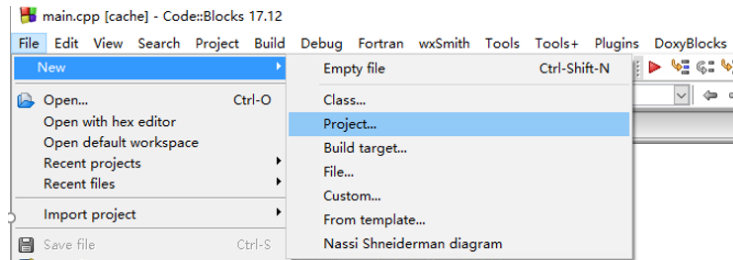 main.cpp [cache] - Code::Blocks 17.12
File Edit View Search Project Build Debug Fortran wxSmith Tools Tools+ Plugins DoxyBlocks
New
Empty file Ctrl-Shift-N
Open... Ctrl-O
Class...
Open with hex editor
Project...
Open default workspace
Build target...
Recent projects
File...
Recent files
Custom...
Import project
From template...
Save file Ctrl-S
Nassi Shneiderman diagram